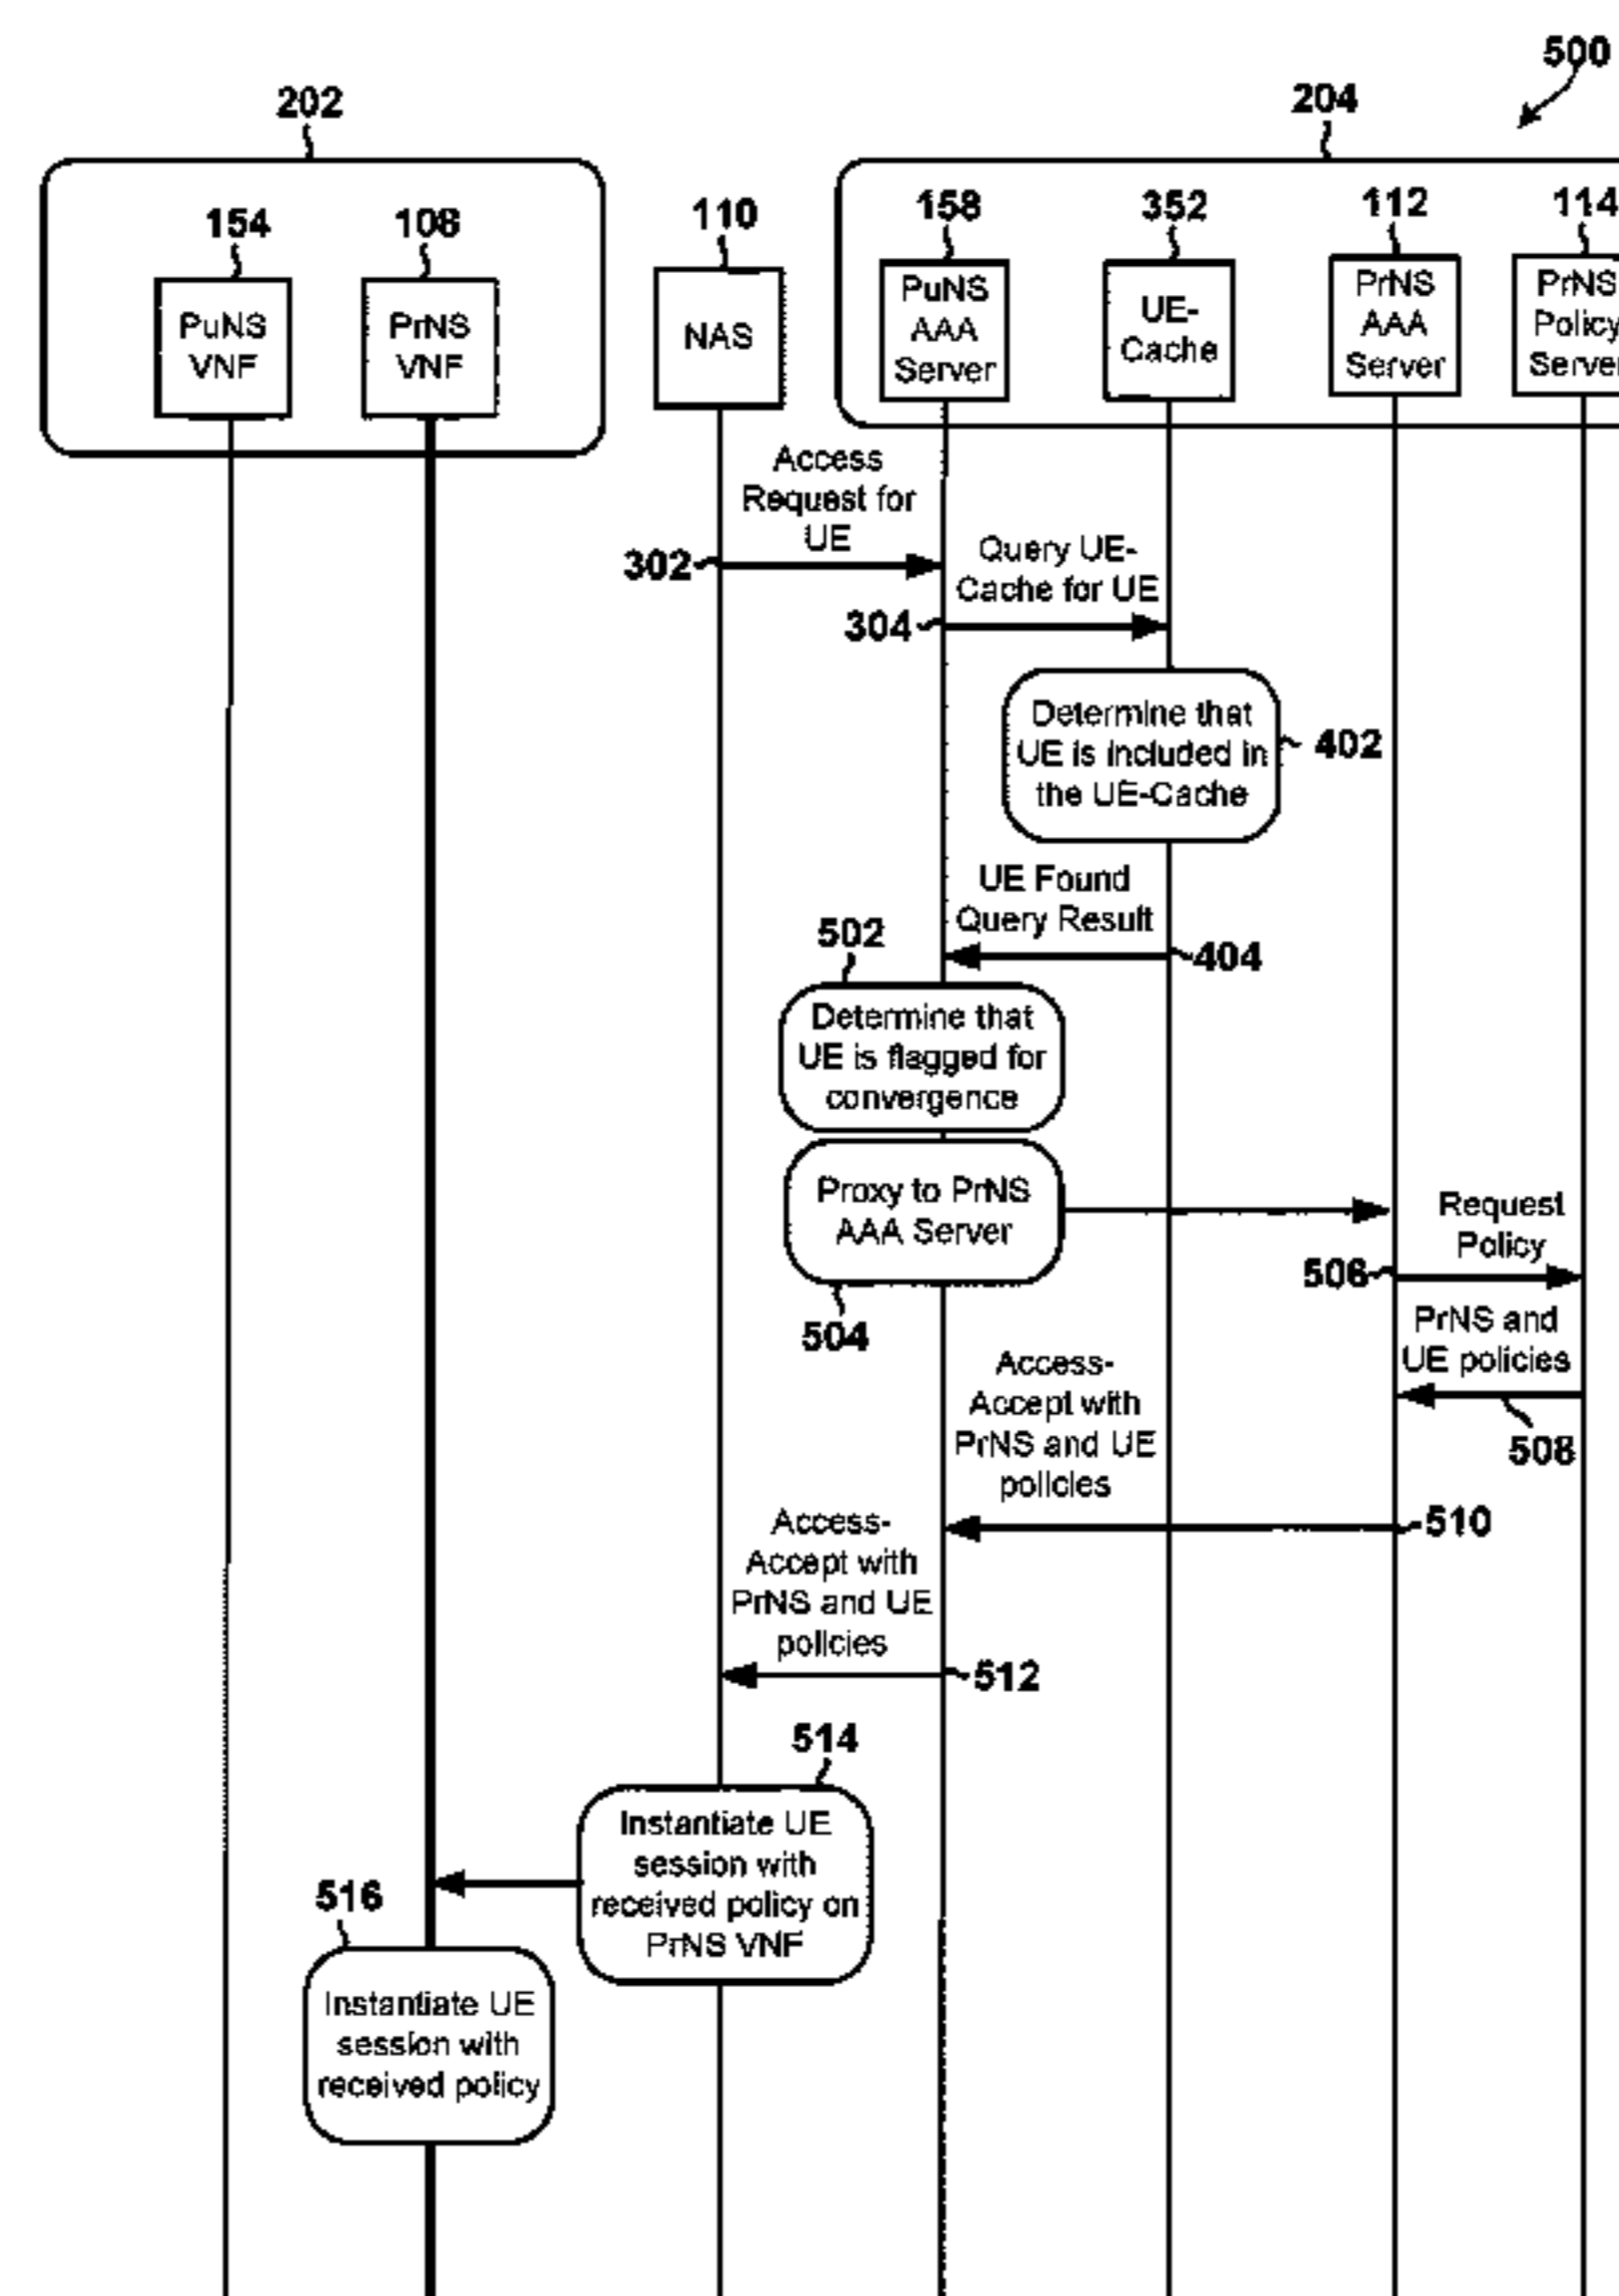 500
202
204
154
108
110
158
352
112
114
PuNS
VNF
PrNS
VNF
NAS
PuNS
AAA
Server
UE-
Cache
PrNS
AAA
Server
PrNS
Policy
Server
Access
Request for
UE
302
Query UE-
Cache for UE
304
Determine that
UE is included in
the UE-Cache
402
UE Found
Query Result
404
502
Determine that
UE is flagged for
convergence
Proxy to PrNS
AAA Server
504
Request
Policy
506
PrNS and
UE policies
508
Access-
Accept with
PrNS and UE
policies
510
Access-
Accept with
PrNS and UE
policies
512
514
Instantiate UE
session with
received policy on
PrNS VNF
516
Instantiate UE
session with
received policy